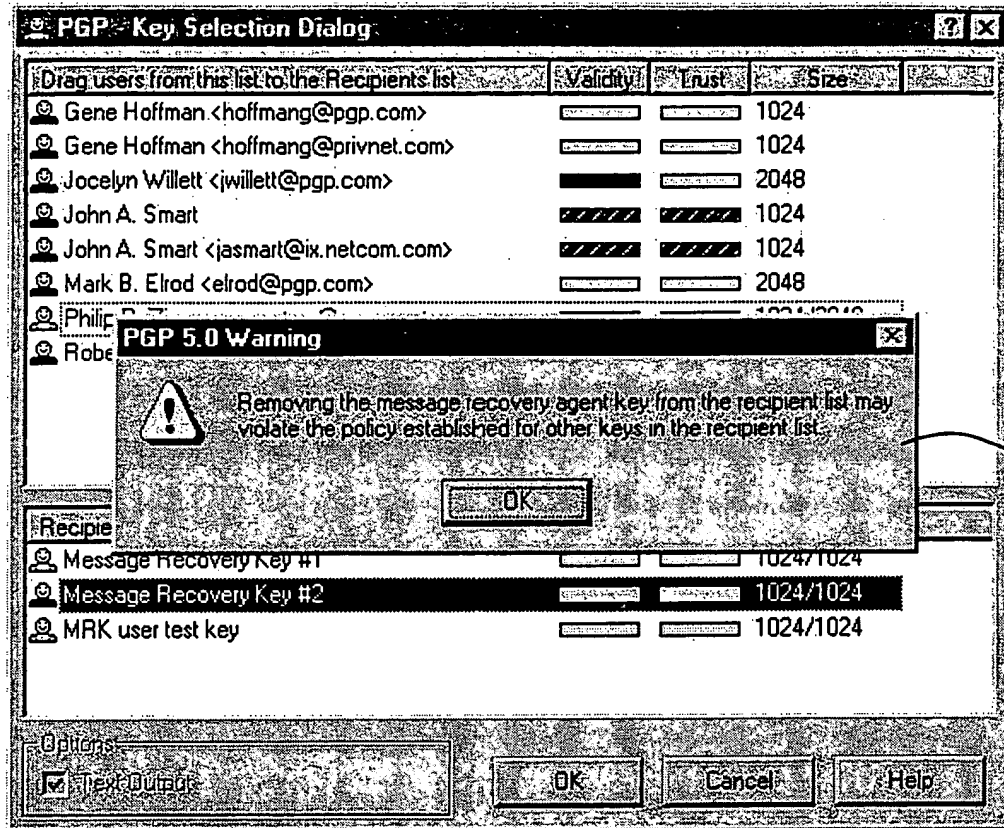 PGP - Key Selection Dialog
Drag users from this list to the Recipients list Validity Trust Size
Gene Hoffman <hoffmang@pgp.com> 1024
Gene Hoffman <hoffmang@privnet.com> 1024
Jocelyn Willett <jwillett@pgp.com> 2048
John A. Smart 1024
John A. Smart <jasmart@ix.netcom.com> 1024
Mark B. Elrod <elrod@pgp.com> 2048
Philip
Robe
PGP 5.0 Warning
Removing the message recovery agent key from the recipient list may
violate the policy established for other keys in the recipient list.
OK
Recipie
Message Recovery Key #1 1024/1024
Message Recovery Key #2 1024/1024
MRK user test key 1024/1024
Options
Text Output
OK Cancel Help